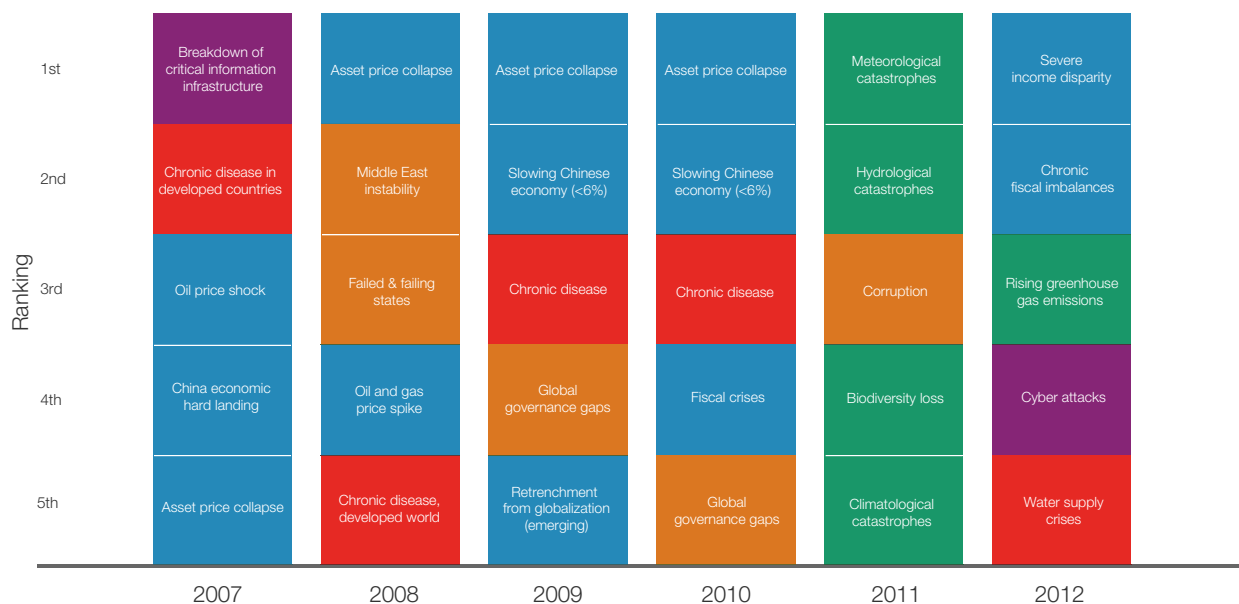 Ranking
1st
Breakdown of
critical information
infrastructure
Asset price collapse
Asset price collapse
Asset price collapse
Meteorological
catastrophes
Severe
income disparity
2nd
Chronic disease in
developed countries
Middle East
instability
Slowing Chinese
economy (<6%)
Slowing Chinese
economy (<6%)
Hydrological
catastrophes
Chronic
fiscal imbalances
3rd
Oil price shock
Failed & failing
states
Chronic disease
Chronic disease
Corruption
Rising greenhouse
gas emissions
4th
China economic
hard landing
Oil and gas
price spike
Global
governance gaps
Fiscal crises
Biodiversity loss
Cyber attacks
5th
Asset price collapse
Chronic disease,
developed world
Retrenchment
from globalization
(emerging)
Global
governance gaps
Climatological
catastrophes
Water supply
crises
2007
2008
2009
2010
2011
2012